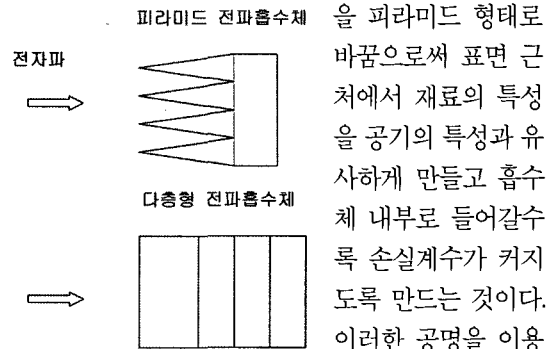 피라미드 전파흡수체
전자파
다층형 전파흡수체
을 피라미드 형태로
바꿈으로써 표면 근
처에서 재료의 특성
을 공기의 특성과 유
사하게 만들고 흡수
체 내부로 들어갈수
록 손실계수가 커지
도록 만드는 것이다.
이러한 공명을 이용